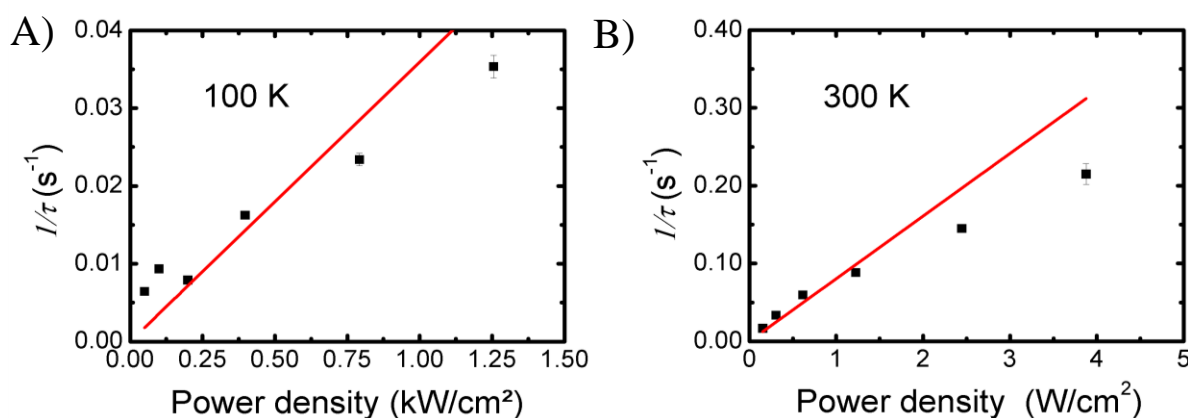 A)
0.04
0.03
0.02
0.01
0.00
1/τ (s⁻¹)
100 K
0.00 0.25 0.50 0.75 1.00 1.25 1.50
Power density (kW/cm²)
B)
0.40
0.30
0.20
0.10
0.00
1/τ (s⁻¹)
300 K
0 1 2 3 4 5
Power density (W/cm²)